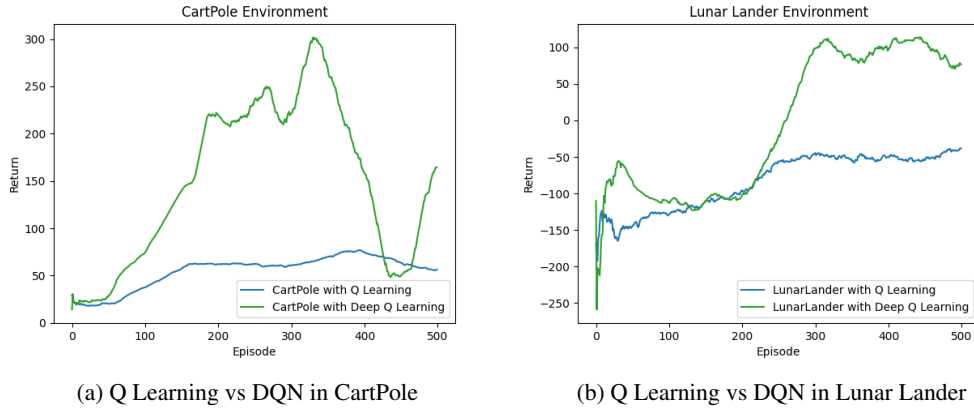 CartPole Environment
300
250
200
150
100
50
0
Return
0
100
200
300
400
500
Episode
CartPole with Q Learning
CartPole with Deep Q Learning
(a) Q Learning vs DQN in CartPole
Lunar Lander Environment
100
50
0
−50
−100
−150
−200
−250
Return
0
100
200
300
400
500
Episode
LunarLander with Q Learning
LunarLander with Deep Q Learning
(b) Q Learning vs DQN in Lunar Lander